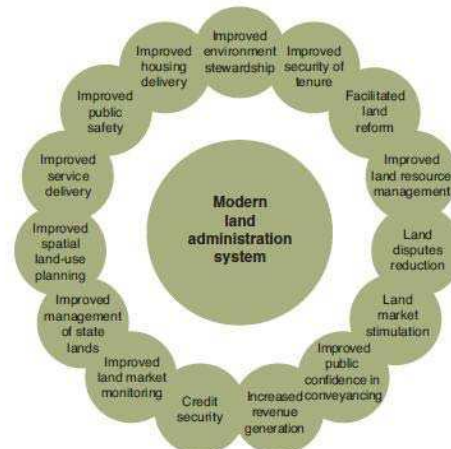 Improved
environment
stewardship
Improved
security of
tenure
Facilitated
land
reform
Improved
land resource
management
Land
disputes
reduction
Land
market
stimulation
Improved
public
confidence in
conveyancing
Increased
revenue
generation
Credit
security
Improved
land market
monitoring
Improved
management
of state
lands
Improved
spatial
land-use
planning
Improved
service
delivery
Improved
public
safety
Improved
housing
delivery
Modern
land
administration
system